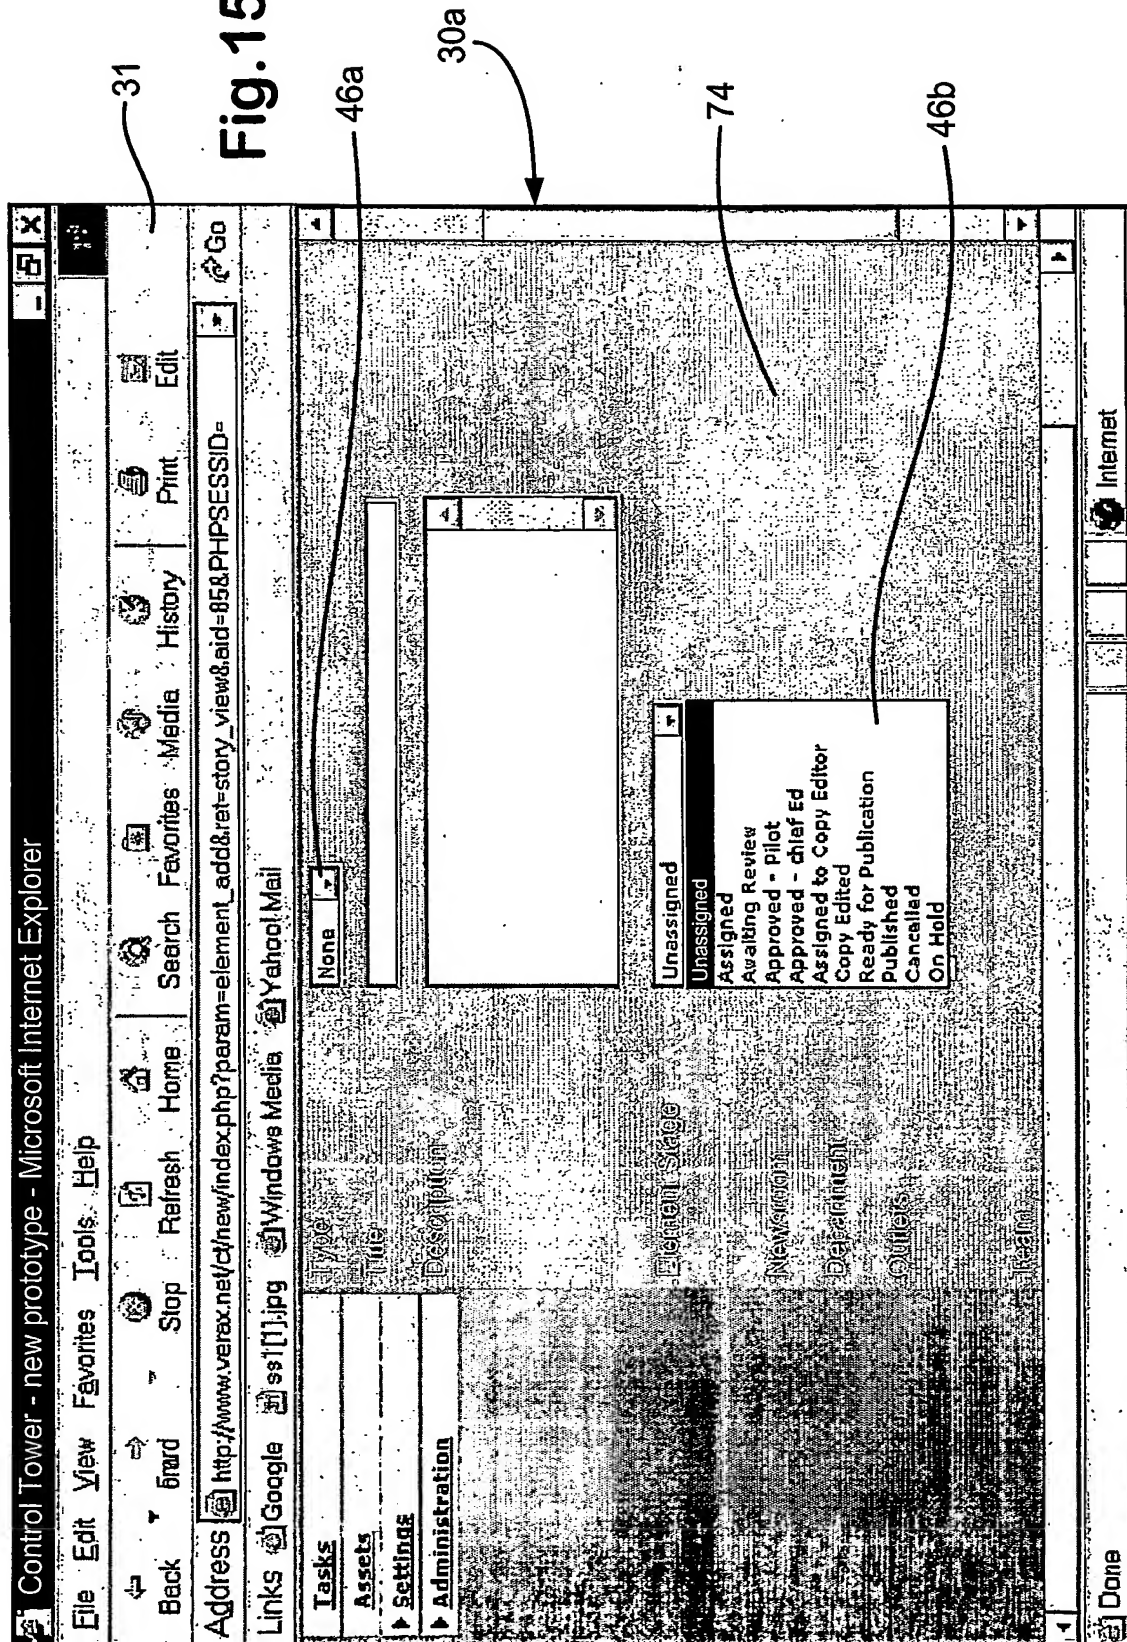 Control Tower - new prototype - Microsoft Internet Explorer
File Edit View Favorites Tools Help
Back Stop Refresh Home Search Favorites Media History Print Edit
31
Address http://www.verax.net/ct/new/index.php?param=element_add&ret=story_view&aid=85&PHPSESSID= Go
Fig.15
Links Google ss1[1].jpg Windows Media Yahoo! Mail
Tasks
Assets
Settings
Administration
Type None
46a
Title
Description
30a
Element Stage Unassigned
Unassigned
Assigned
Awaiting Review
Approved - Pilot
Approved - chief Ed
Assigned to Copy Editor
Copy Edited
Ready for Publication
Published
Cancelled
On Hold
74
46b
Newsroom
Department
Outlets
Team
Done Internet